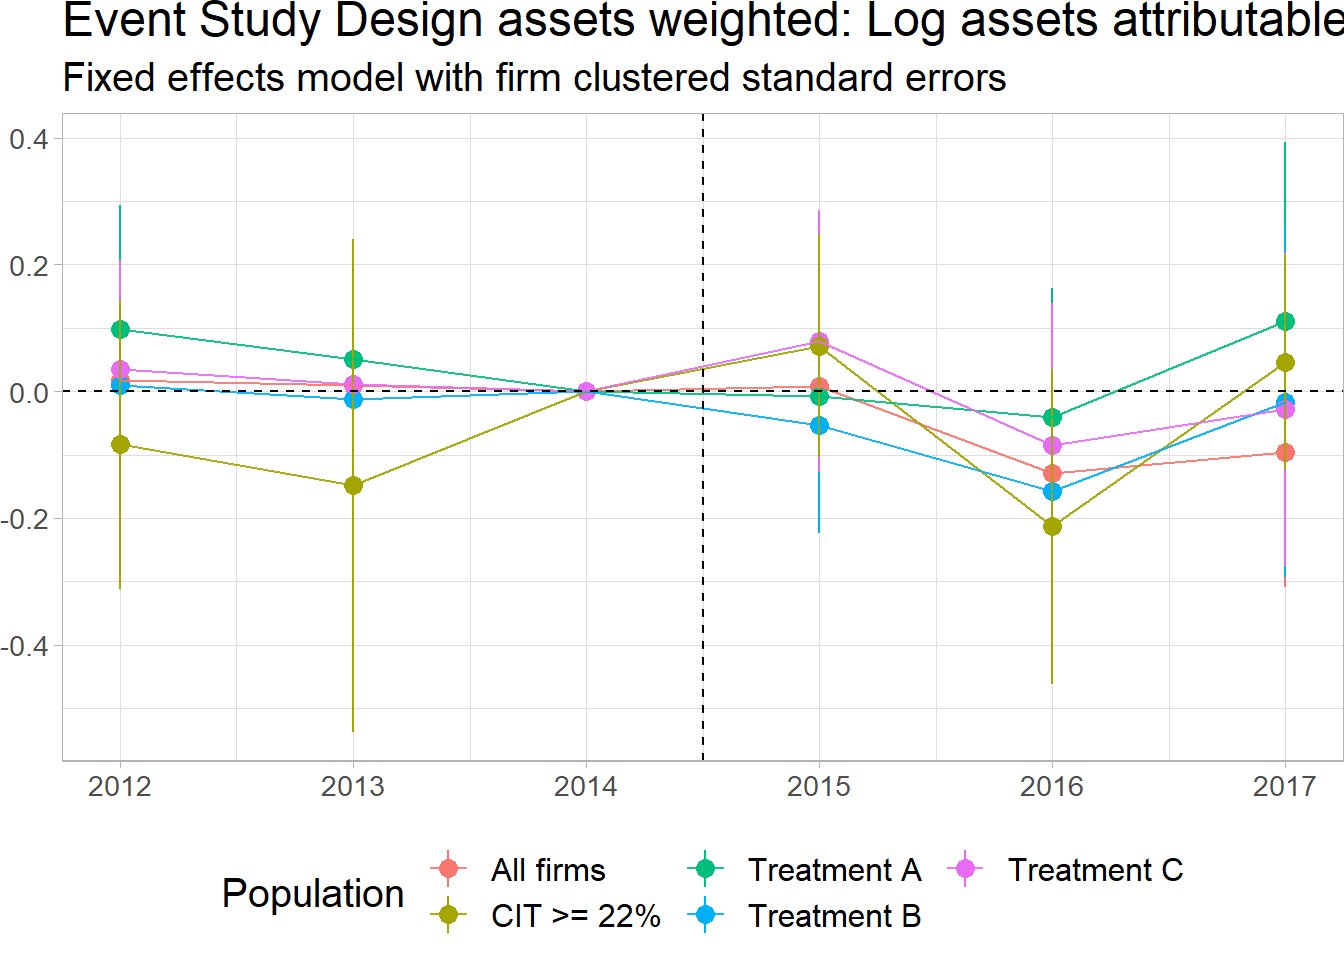 Event Study Design assets weighted: Log assets attributable
Fixed effects model with firm clustered standard errors
0.4
0.2
0.0
-0.2
-0.4
2012 2013 2014 2015 2016 2017
Population
All firms Treatment A Treatment C
CIT >= 22% Treatment B